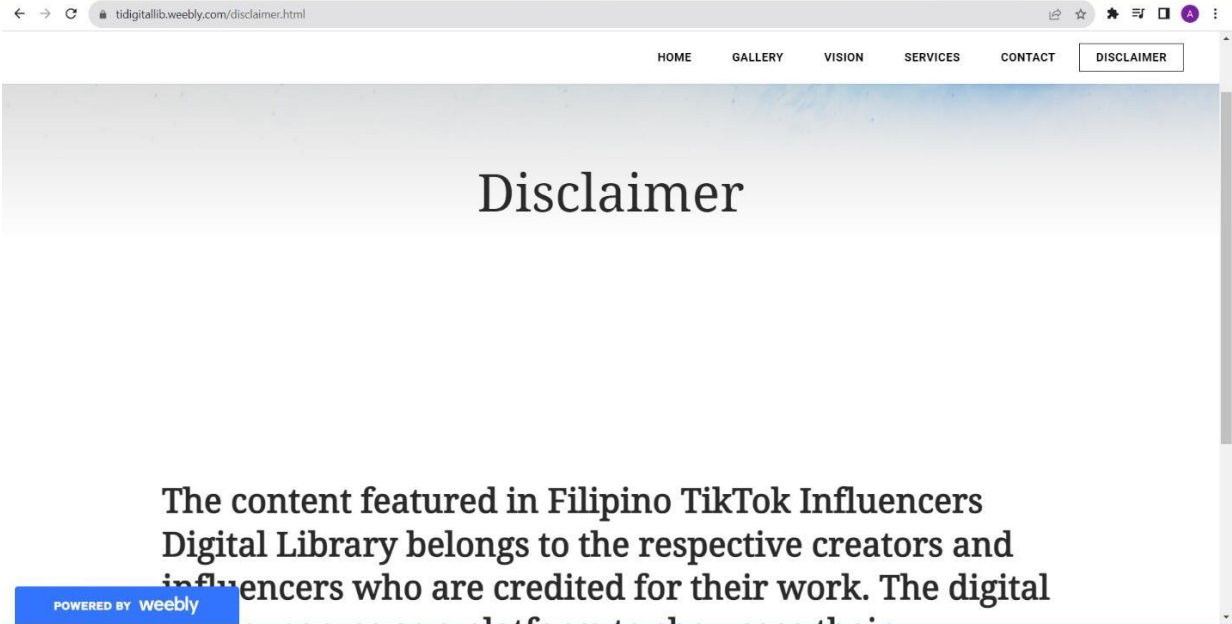 tidigitallib.weebly.com/disclaimer.html
A
HOME GALLERY VISION SERVICES CONTACT DISCLAIMER
Disclaimer
The content featured in Filipino TikTok Influencers
Digital Library belongs to the respective creators and
influencers who are credited for their work. The digital
POWERED BY weebly